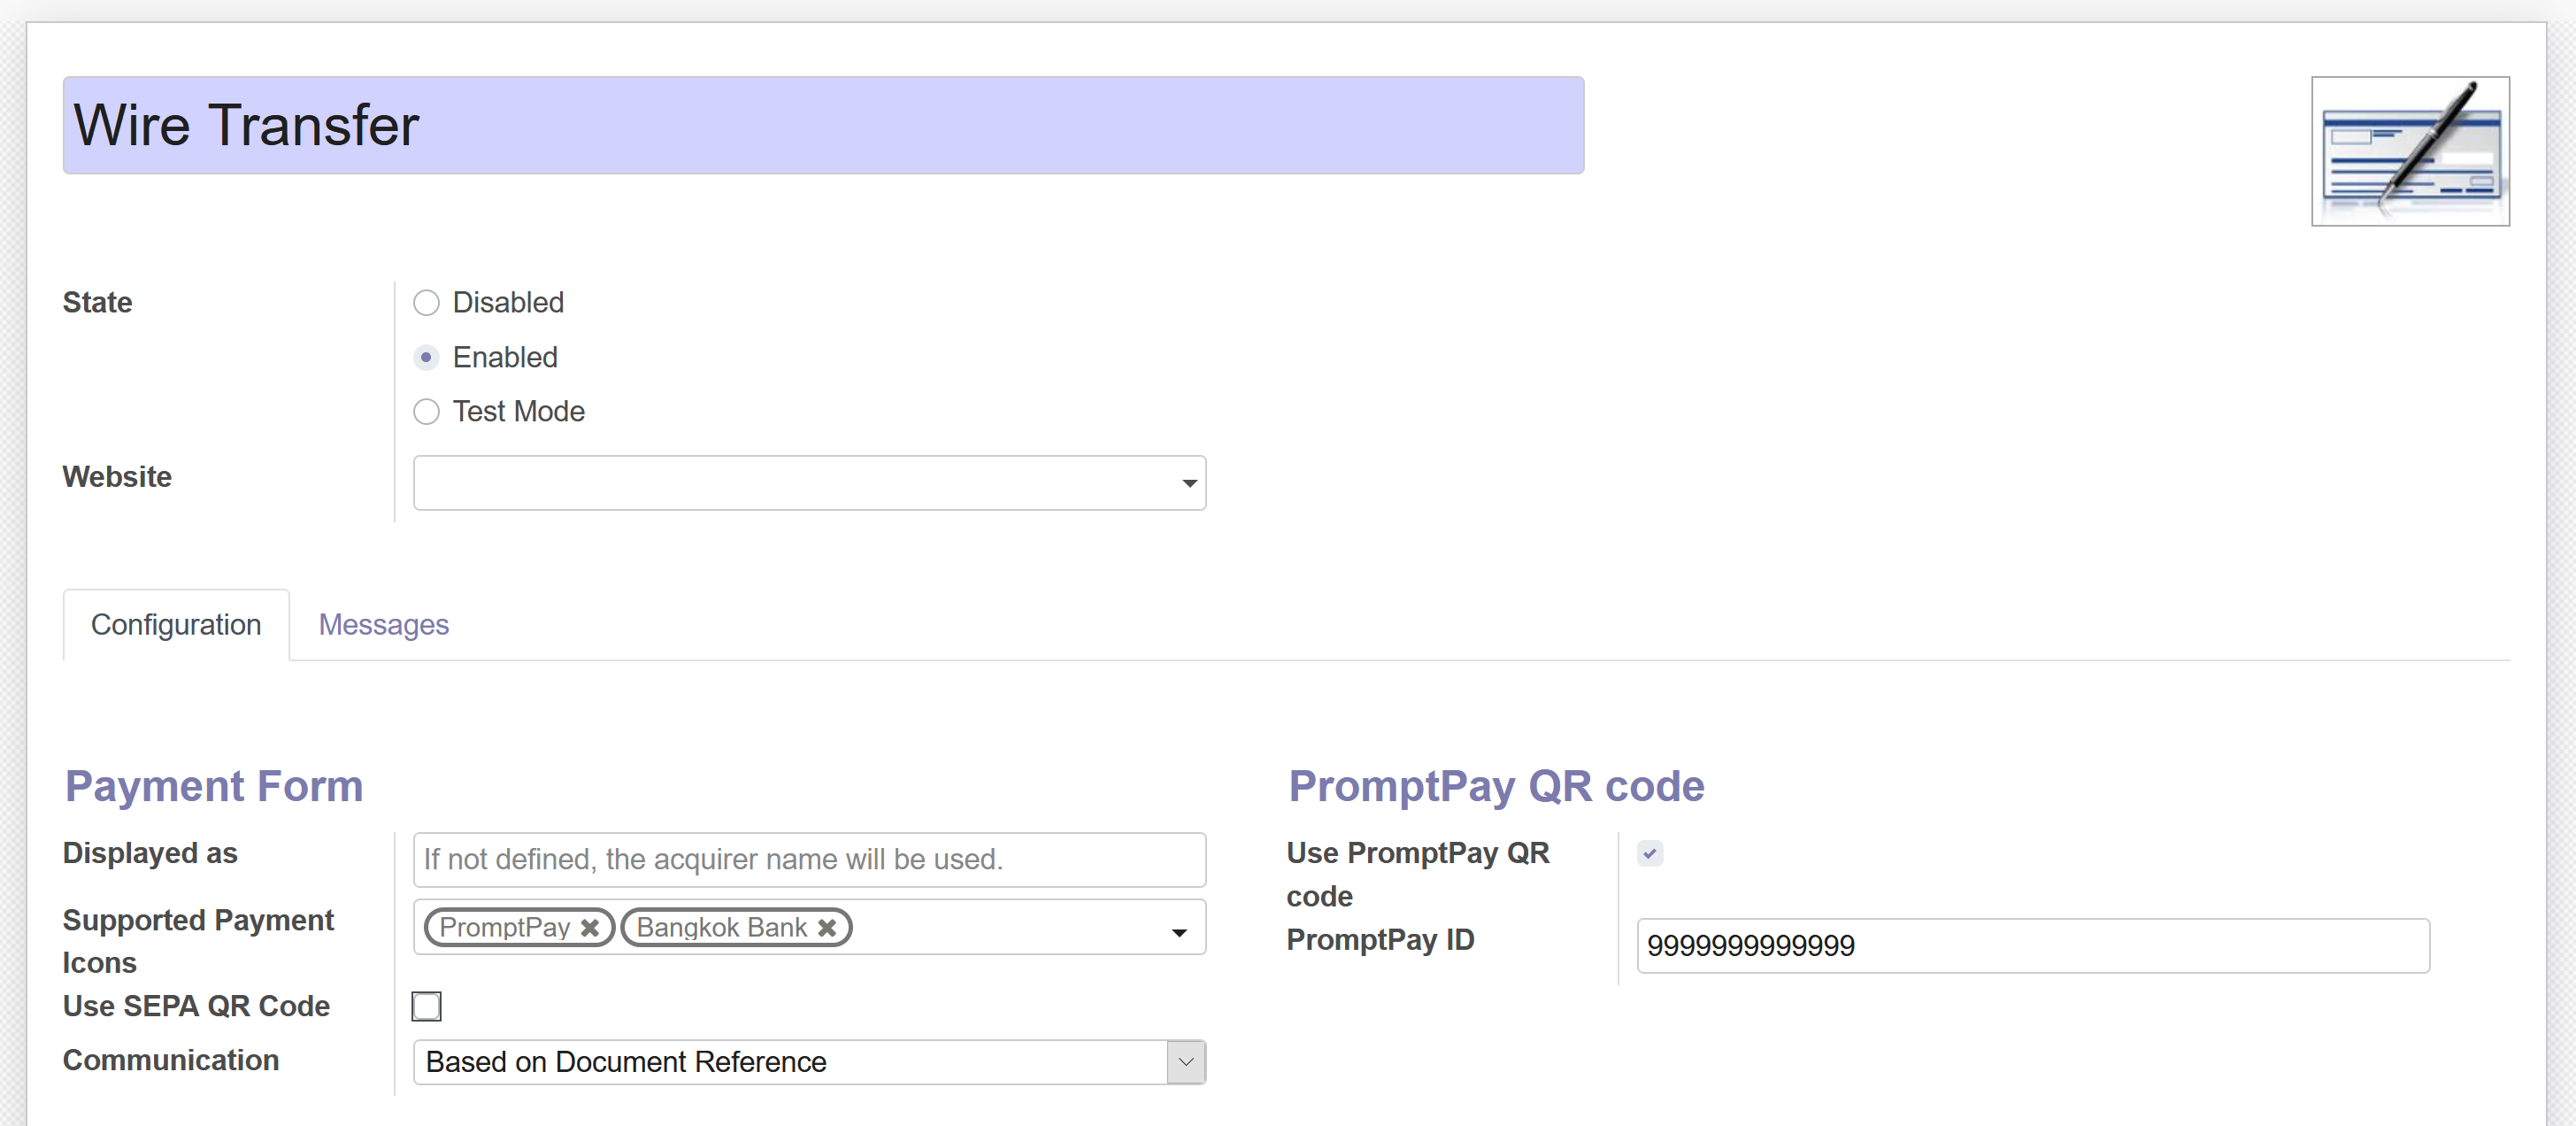 Wire Transfer
State
Disabled
Enabled
Test Mode
Website
Configuration
Messages
Payment Form
Displayed as
If not defined, the acquirer name will be used.
Supported Payment
Icons
PromptPay ✖
Bangkok Bank ✖
Use SEPA QR Code
Communication
Based on Document Reference
PromptPay QR code
Use PromptPay QR
code
PromptPay ID
9999999999999